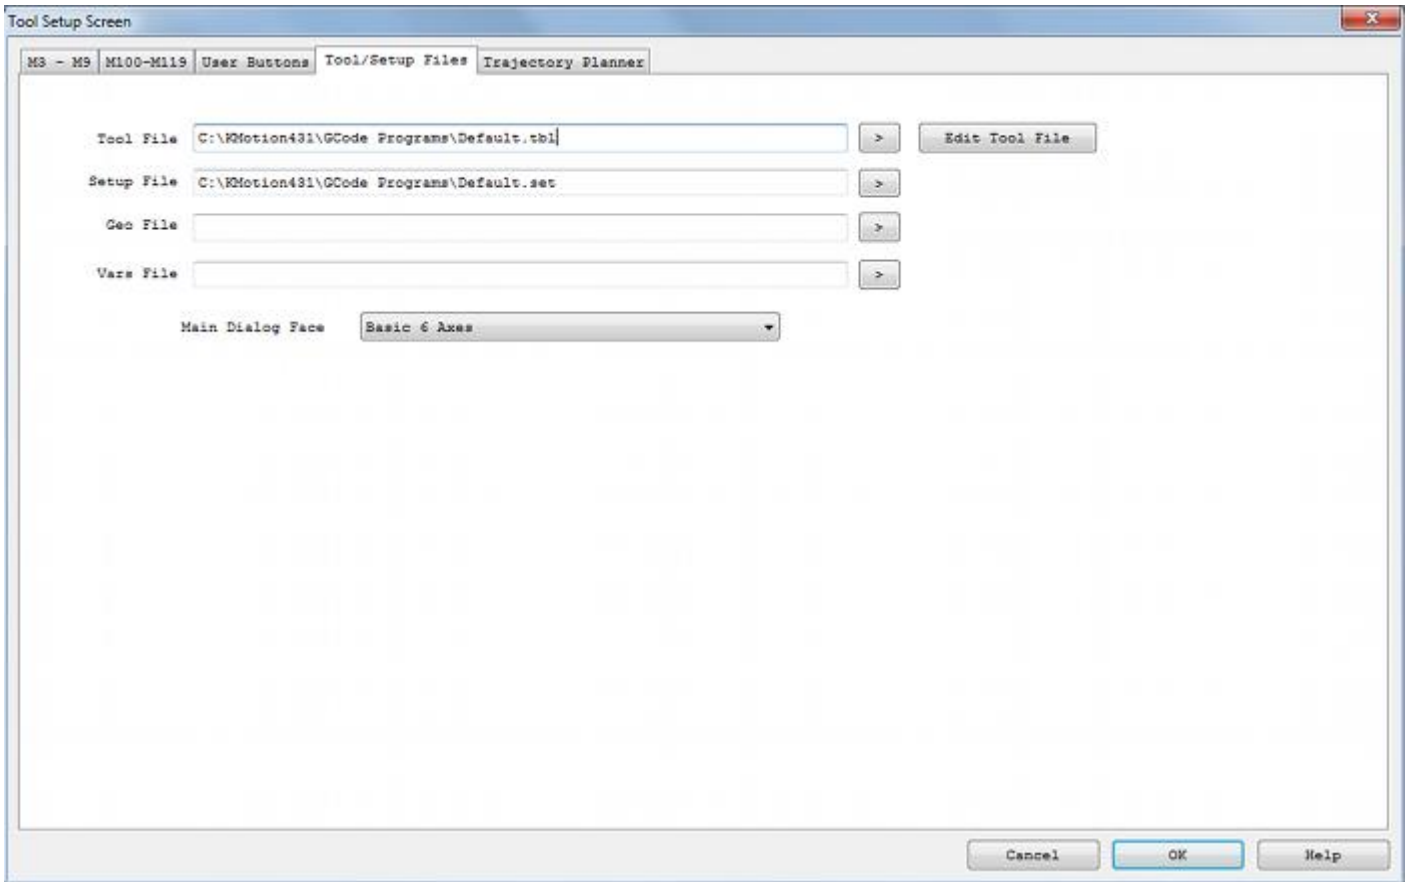 Tool Setup Screen
M3 - M9 M100-M119 User Buttons Tool/Setup Files Trajectory Planner
Tool File C:\KMotion431\GCode Programs\Default.tbl > Edit Tool File
Setup File C:\KMotion431\GCode Programs\Default.set >
Geo File >
Vars File >
Main Dialog Face Basic 6 Axes
Cancel OK Help